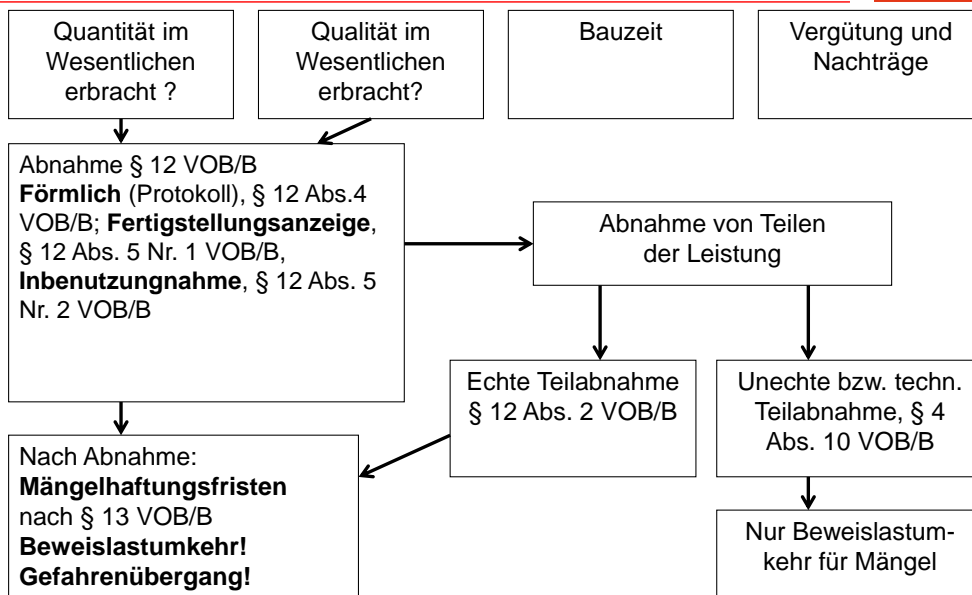 Quantität im
Wesentlichen
erbracht ?
Qualität im
Wesentlichen
erbracht?
Bauzeit
Vergütung und
Nachträge
Abnahme § 12 VOB/B
Förmlich (Protokoll), § 12 Abs.4
VOB/B; Fertigstellungsanzeige,
§ 12 Abs. 5 Nr. 1 VOB/B,
Inbenutzungnahme, § 12 Abs. 5
Nr. 2 VOB/B
Abnahme von Teilen
der Leistung
Echte Teilabnahme
§ 12 Abs. 2 VOB/B
Unechte bzw. techn.
Teilabnahme, § 4
Abs. 10 VOB/B
Nach Abnahme:
Mängelhaftungsfristen
nach § 13 VOB/B
Beweislastumkehr!
Gefahrenübergang!
Nur Beweislastum-
kehr für Mängel